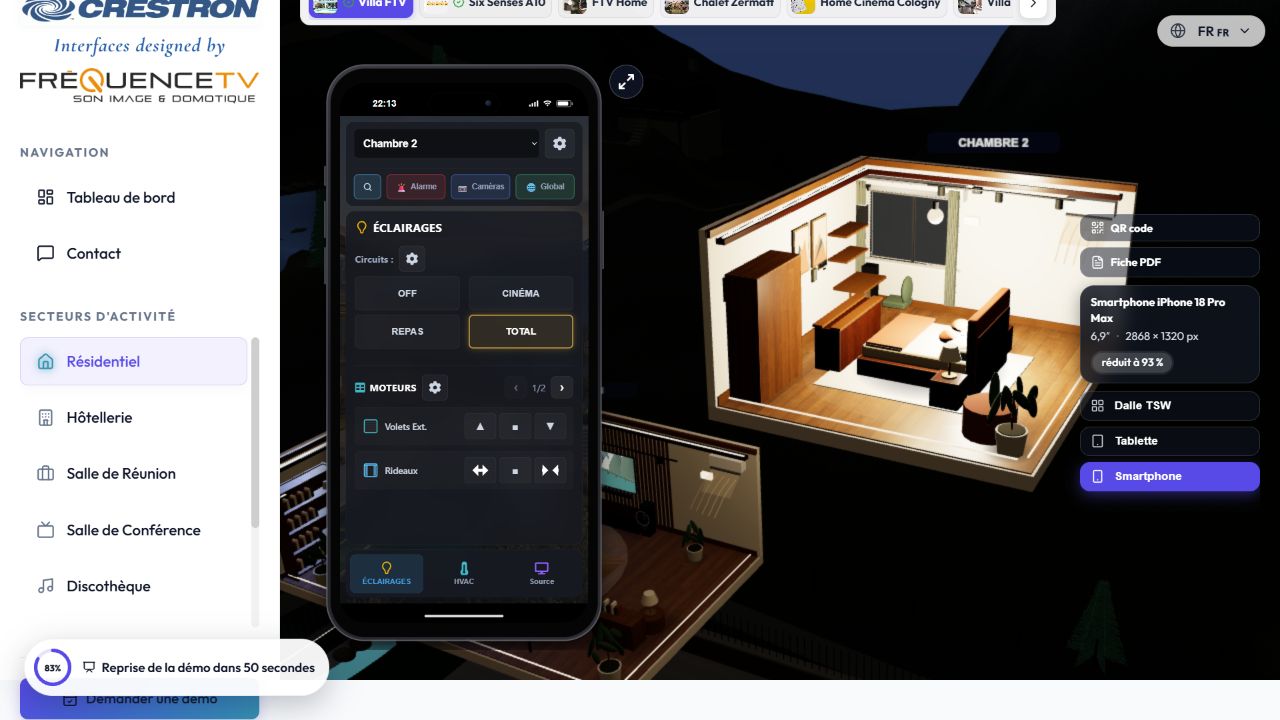 CRESTRON
Interfaces designed by
FREQUENCETV
SON IMAGE & DOMOTIQUE
NAVIGATION
Tableau de bord
Contact
SECTEURS D'ACTIVITÉ
Résidentiel
Hôtellerie
Salle de Réunion
Salle de Conférence
Discothèque
83%
Reprise de la démo dans 50 secondes
Demander une démo
Villa FTV
Six Senses A10
FTV Home
Chalet Zermatt
Home Cinema Cologny
Villa
FR FR
22:13
Chambre 2
Alarme
Caméras
Global
ÉCLAIRAGES
Circuits :
OFF
CINÉMA
REPAS
TOTAL
MOTEURS
1/2
Volets Ext.
Rideaux
ÉCLAIRAGES
HVAC
Source
CHAMBRE 2
QR code
Fiche PDF
Smartphone iPhone 18 Pro
Max
6,9" · 2868 × 1320 px
réduit à 93 %
Dalle TSW
Tablette
Smartphone